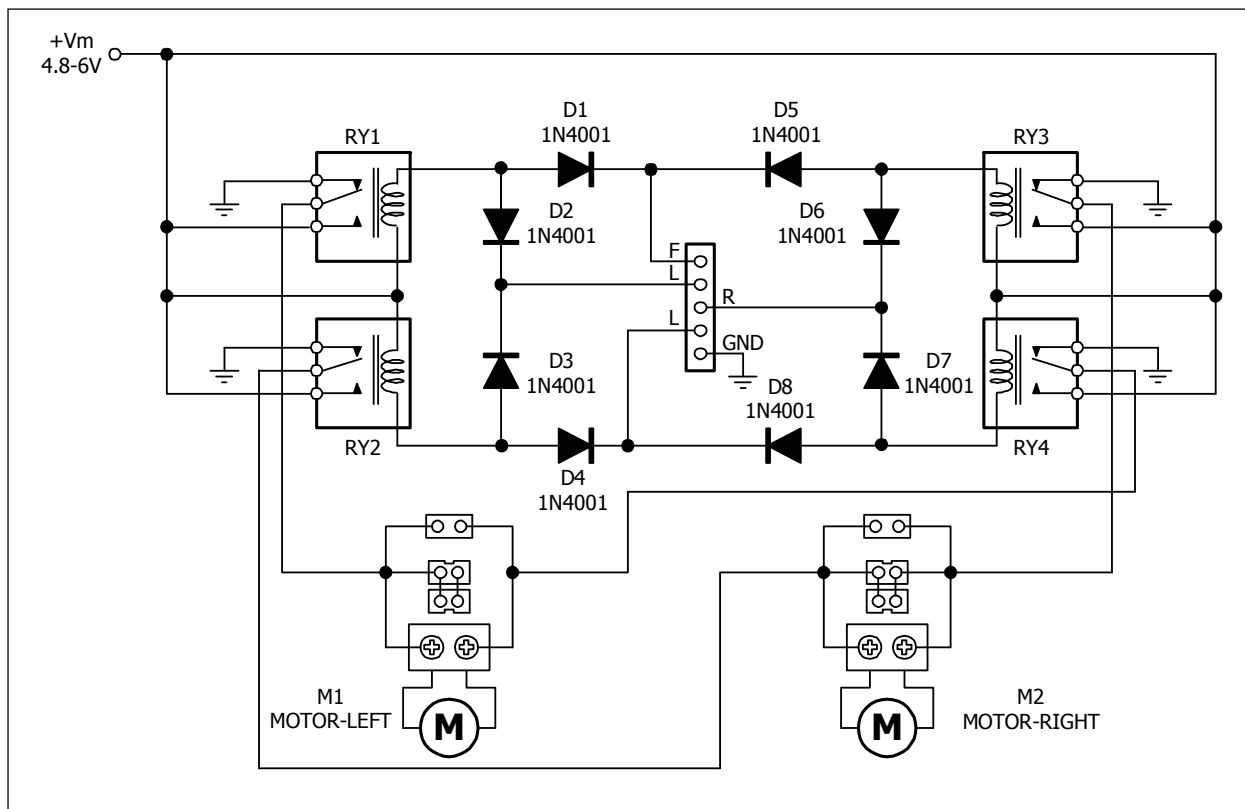 +Vm
4.8-6V
D1
1N4001
D5
1N4001
RY1
RY3
D2
1N4001
D6
1N4001
F
L
R
L
GND
D3
1N4001
D7
1N4001
D8
1N4001
RY2
RY4
D4
1N4001
M1
MOTOR-LEFT
M
M2
MOTOR-RIGHT
M